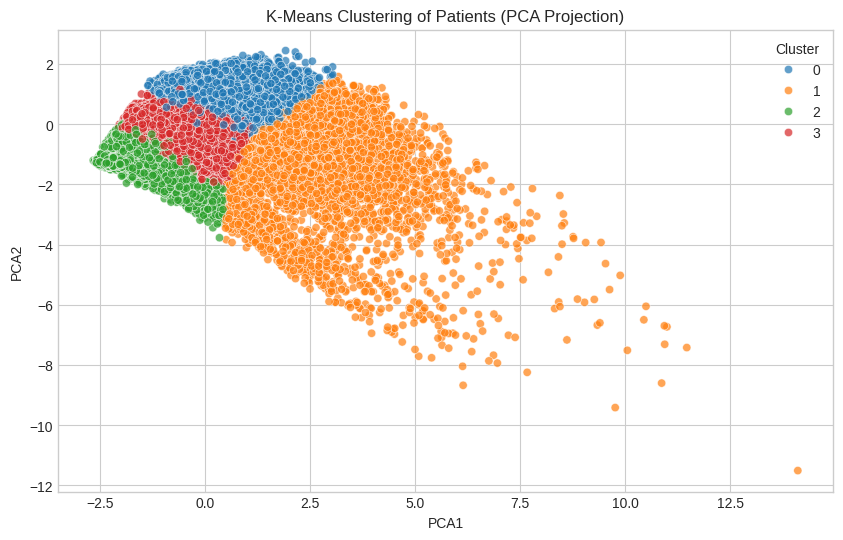 K-Means Clustering of Patients (PCA Projection)
Cluster
0
1
2
3
PCA2
2
0
−2
−4
−6
−8
−10
−12
−2.5 0.0 2.5 5.0 7.5 10.0 12.5
PCA1